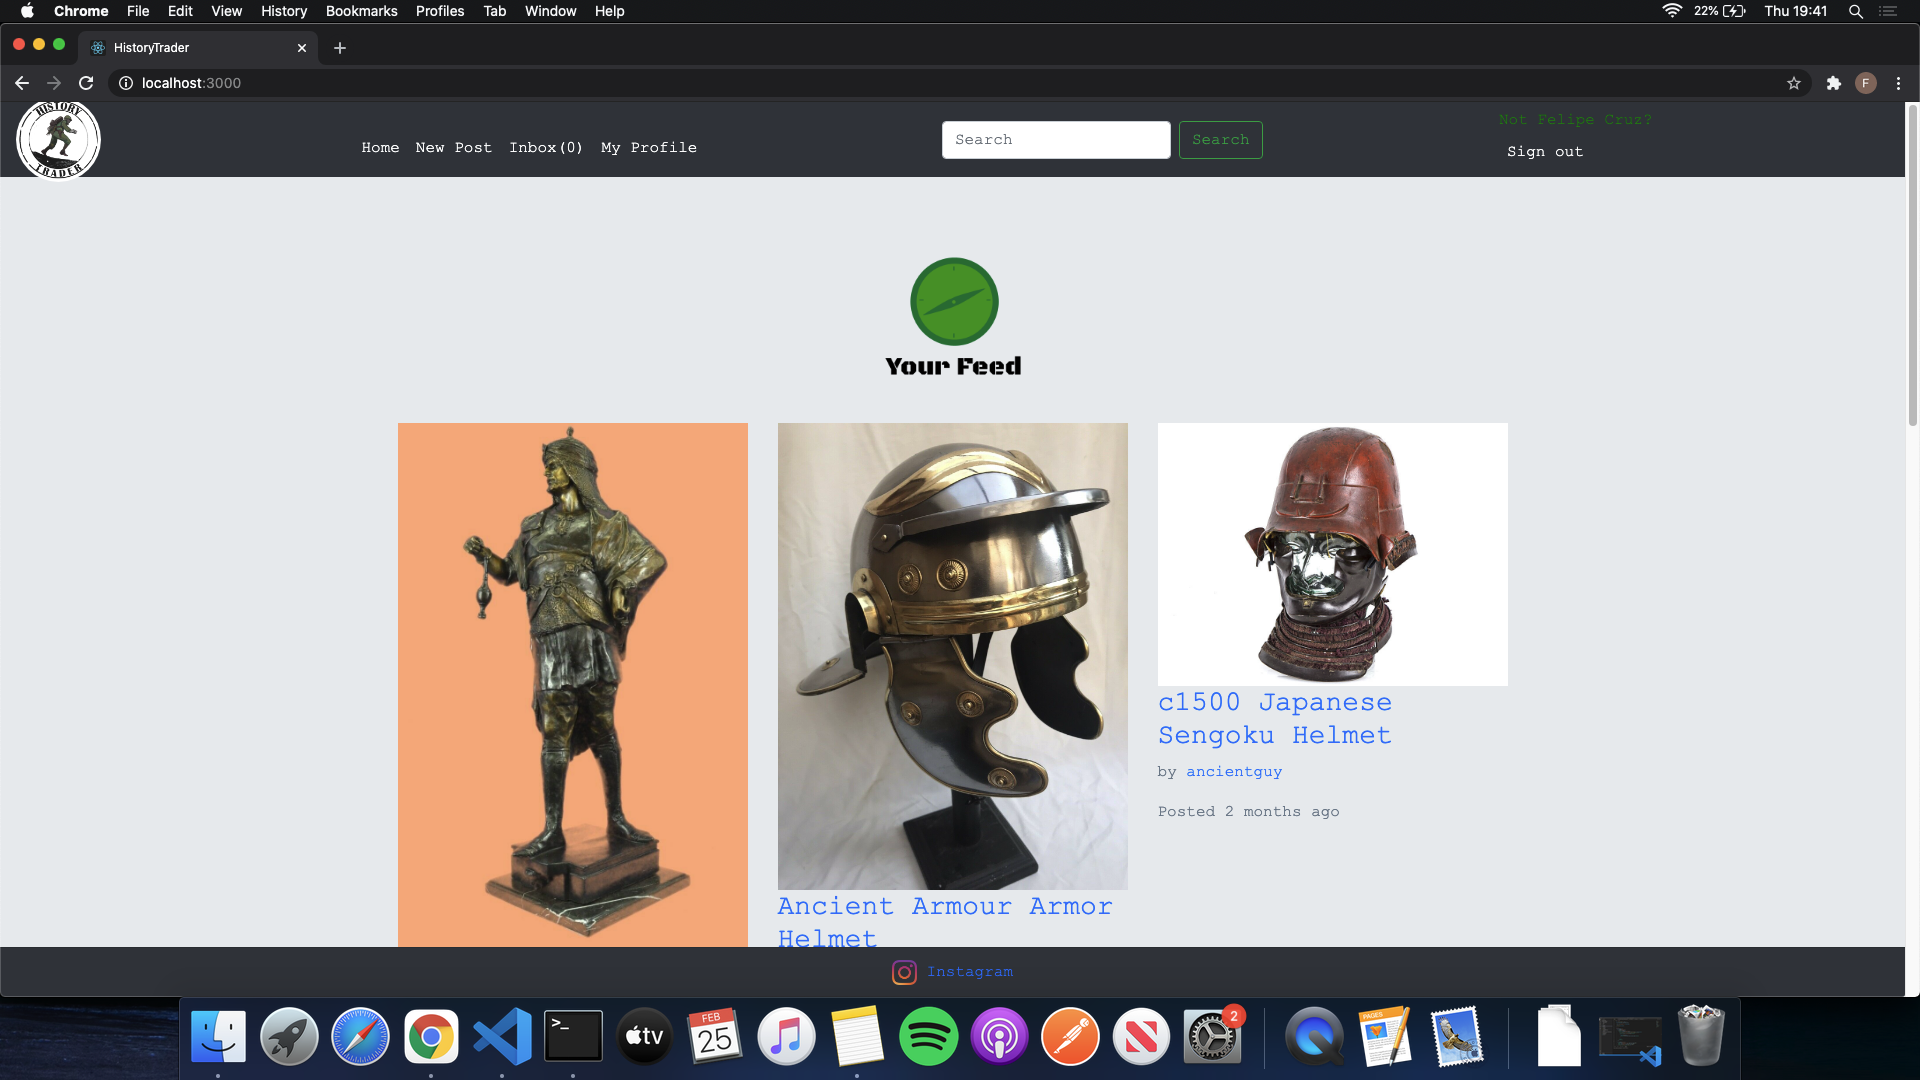 Chrome File Edit View History Bookmarks Profiles Tab Window Help 22% Thu 19:41
HistoryTrader
localhost:3000
HISTORY
TRADER
Home New Post Inbox(0) My Profile
Search
Search
Not Felipe Cruz?
Sign out
F
Your Feed
c1500 Japanese
Sengoku Helmet
by ancientguy
Posted 2 months ago
Ancient Armour Armor
Helmet
Instagram
>_
tv
FEB
25
2
PAGES